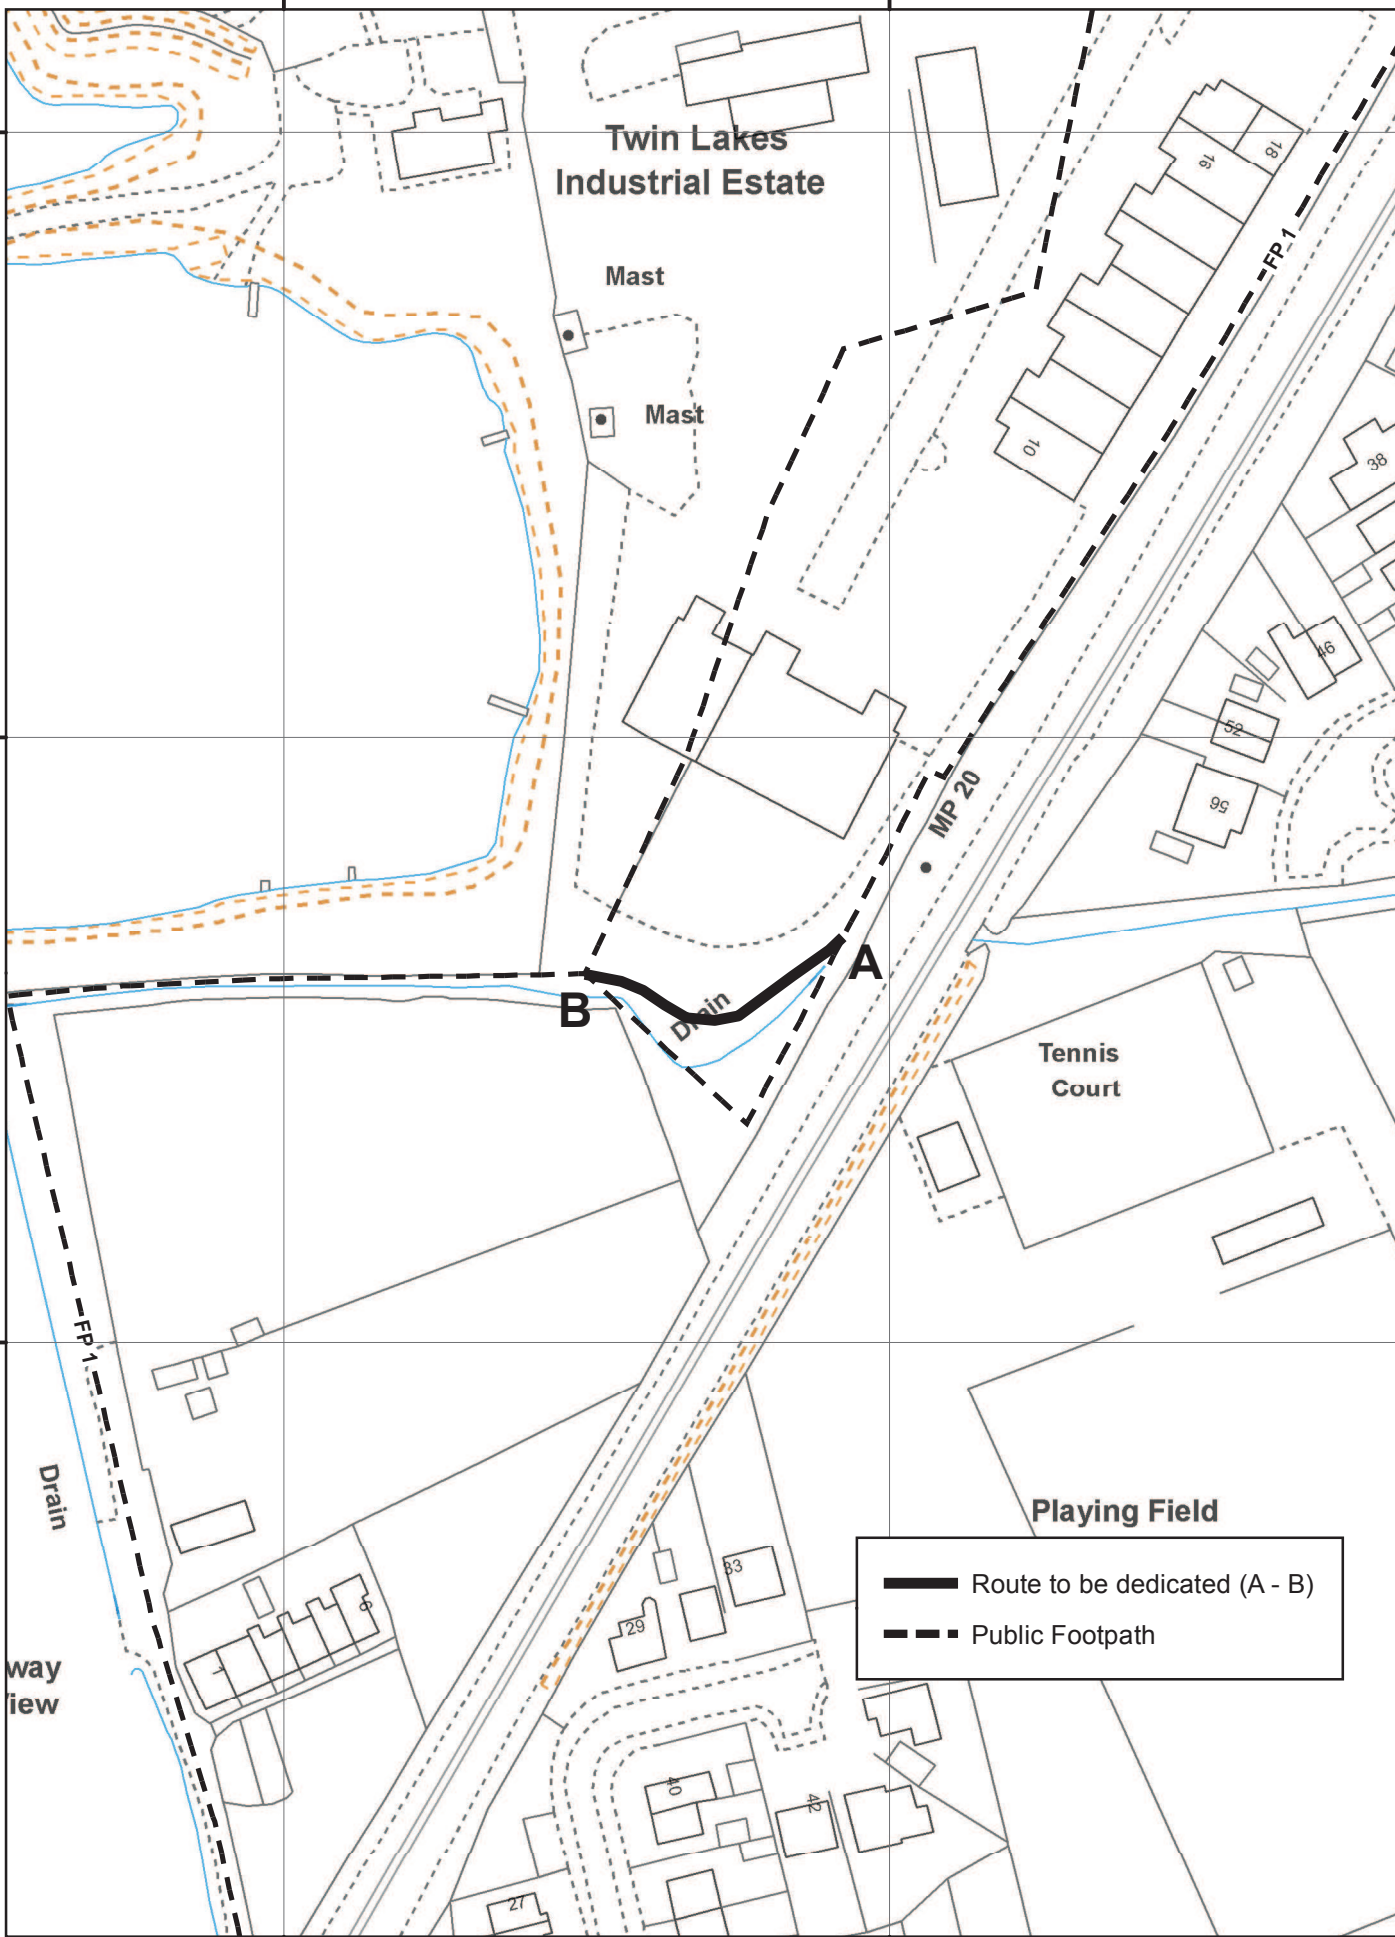 Twin Lakes
Industrial Estate
18
16
FP 1
Mast
Mast
10
38
46
52
MP 20
56
A
B
Drain
Tennis
Court
FP 1
Drain
Playing Field
33
6
29
1
Route to be dedicated (A - B)
Public Footpath
way
iew
40
42
27